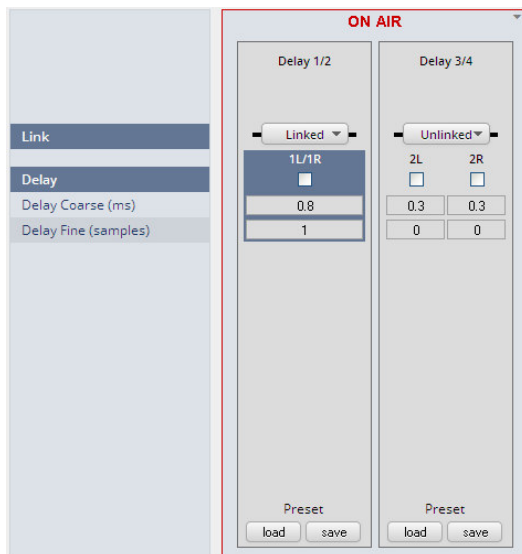 ON AIR
Delay 1/2 Delay 3/4
Link Linked Unlinked
1L/1R 2L 2R
Delay
Delay Coarse (ms) 0.8 0.3 0.3
Delay Fine (samples) 1 0 0
Preset Preset
load save load save